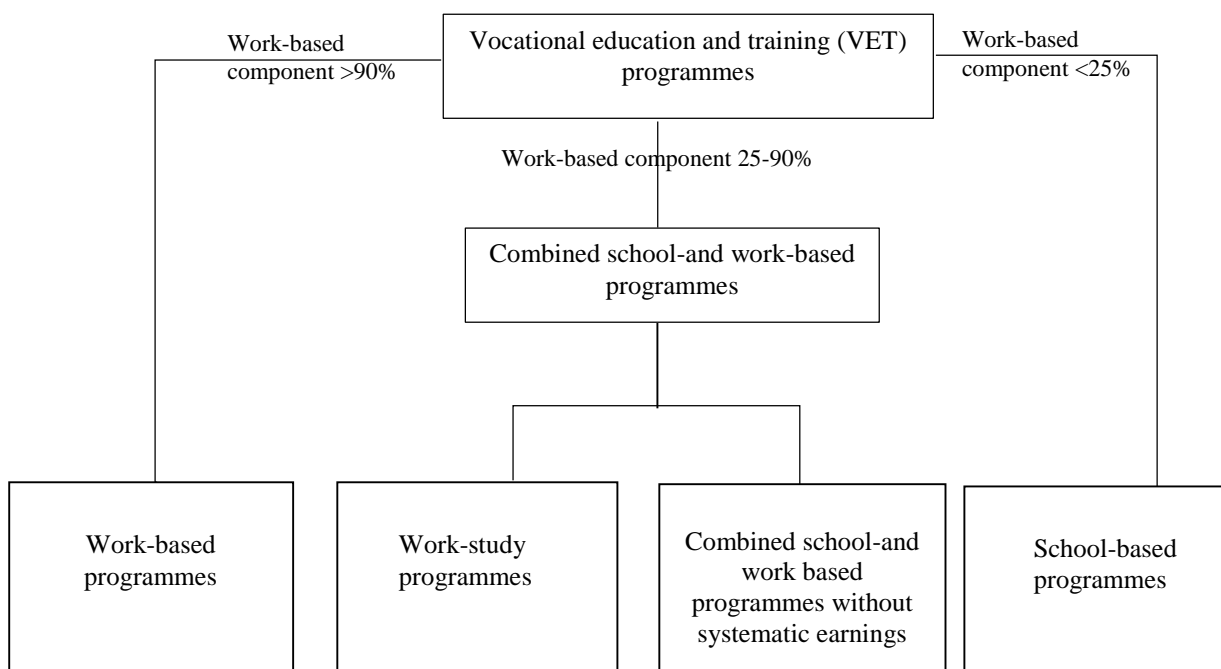 Work-based
component >90%
Vocational education and training (VET)
programmes
Work-based
component <25%
Work-based component 25-90%
Combined school-and work-based
programmes
Work-based
programmes
Work-study
programmes
Combined school-and
work based
programmes without
systematic earnings
School-based
programmes